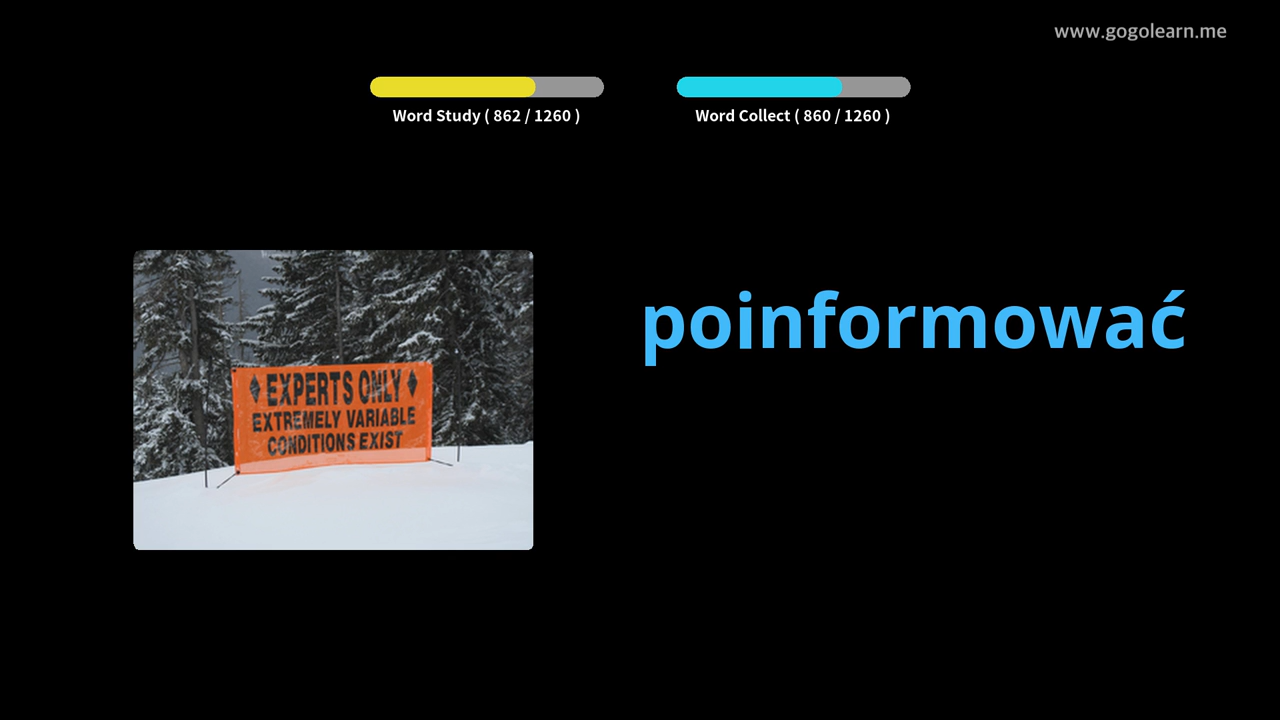 www.gogolearn.me
Word Study ( 862 / 1260 )
Word Collect ( 860 / 1260 )
EXPERTS ONLY
EXTREMELY VARIABLE
CONDITIONS EXIST
poinformować